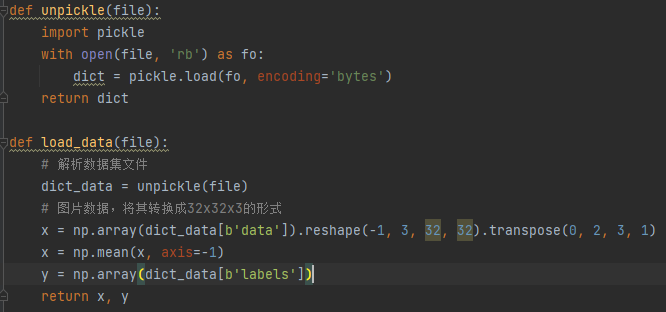 def unpickle(file):
    import pickle
    with open(file, 'rb') as fo:
        dict = pickle.load(fo, encoding='bytes')
    return dict
def load_data(file):
    # 解析数据集文件
    dict_data = unpickle(file)
    # 图片数据，将其转换成32x32x3的形式
    x = np.array(dict_data[b'data']).reshape(-1, 3, 32, 32).transpose(0, 2, 3, 1)
    x = np.mean(x, axis=-1)
    y = np.array(dict_data[b'labels'])
    return x, y